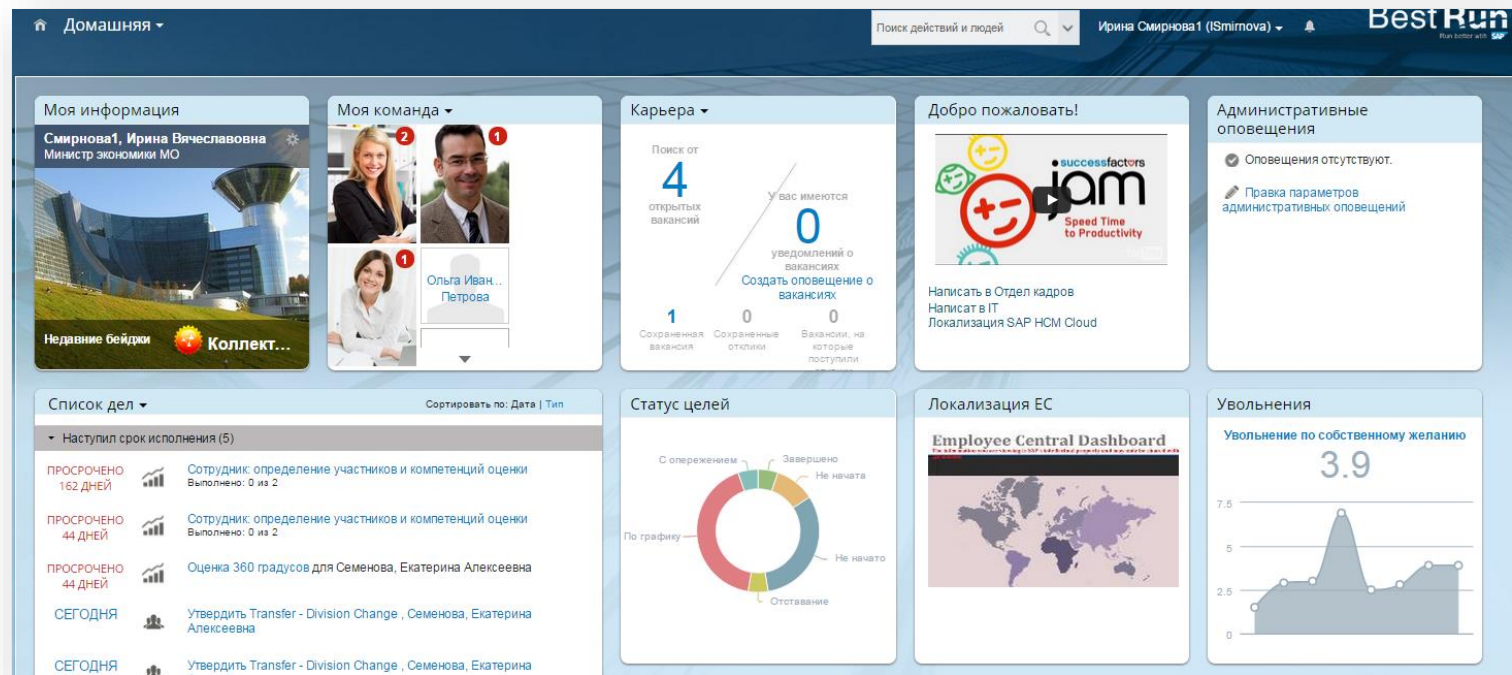 Домашняя
Поиск действий и людей
Ирина Смирнова1 (ISmirnova)
BestRun
Run better with SAP
Моя информация
Смирнова1, Ирина Вячеславовна
Министр экономики МО
Недавние бейджи
Коллект...
Моя команда
2
1
1
Ольга Иван...
Петрова
Карьера
Поиск от
4
открытых
вакансий
У вас имеются
0
уведомлений о
вакансиях
Создать оповещение о
вакансиях
1
Сохраненная
вакансия
0
Сохраненные
отклики
0
Вакансии, на
которые
поступили
Добро пожаловать!
successfactors
jam
Speed Time
to Productivity
Написать в Отдел кадров
Написат в IT
Локализация SAP HCM Cloud
Административные
оповещения
Оповещения отсутствуют.
Правка параметров
административных оповещений
Список дел
Сортировать по: Дата | Тип
Наступил срок исполнения (5)
ПРОСРОЧЕНО
162 ДНЕЙ
Сотрудник: определение участников и компетенций оценки
Выполнено: 0 из 2
ПРОСРОЧЕНО
44 ДНЕЙ
Сотрудник: определение участников и компетенций оценки
Выполнено: 0 из 2
ПРОСРОЧЕНО
44 ДНЕЙ
Оценка 360 градусов для Семенова, Екатерина Алексеевна
СЕГОДНЯ
Утвердить Transfer - Division Change , Семенова, Екатерина
Алексеевна
СЕГОДНЯ
Утвердить Transfer - Division Change , Семенова, Екатерина
Статус целей
С опережением
Завершено
Не начата
По графику
Не начато
Отставание
Локализация ЕС
Employee Central Dashboard
Увольнения
Увольнение по собственному желанию
3.9
7.5
5
2.5
0